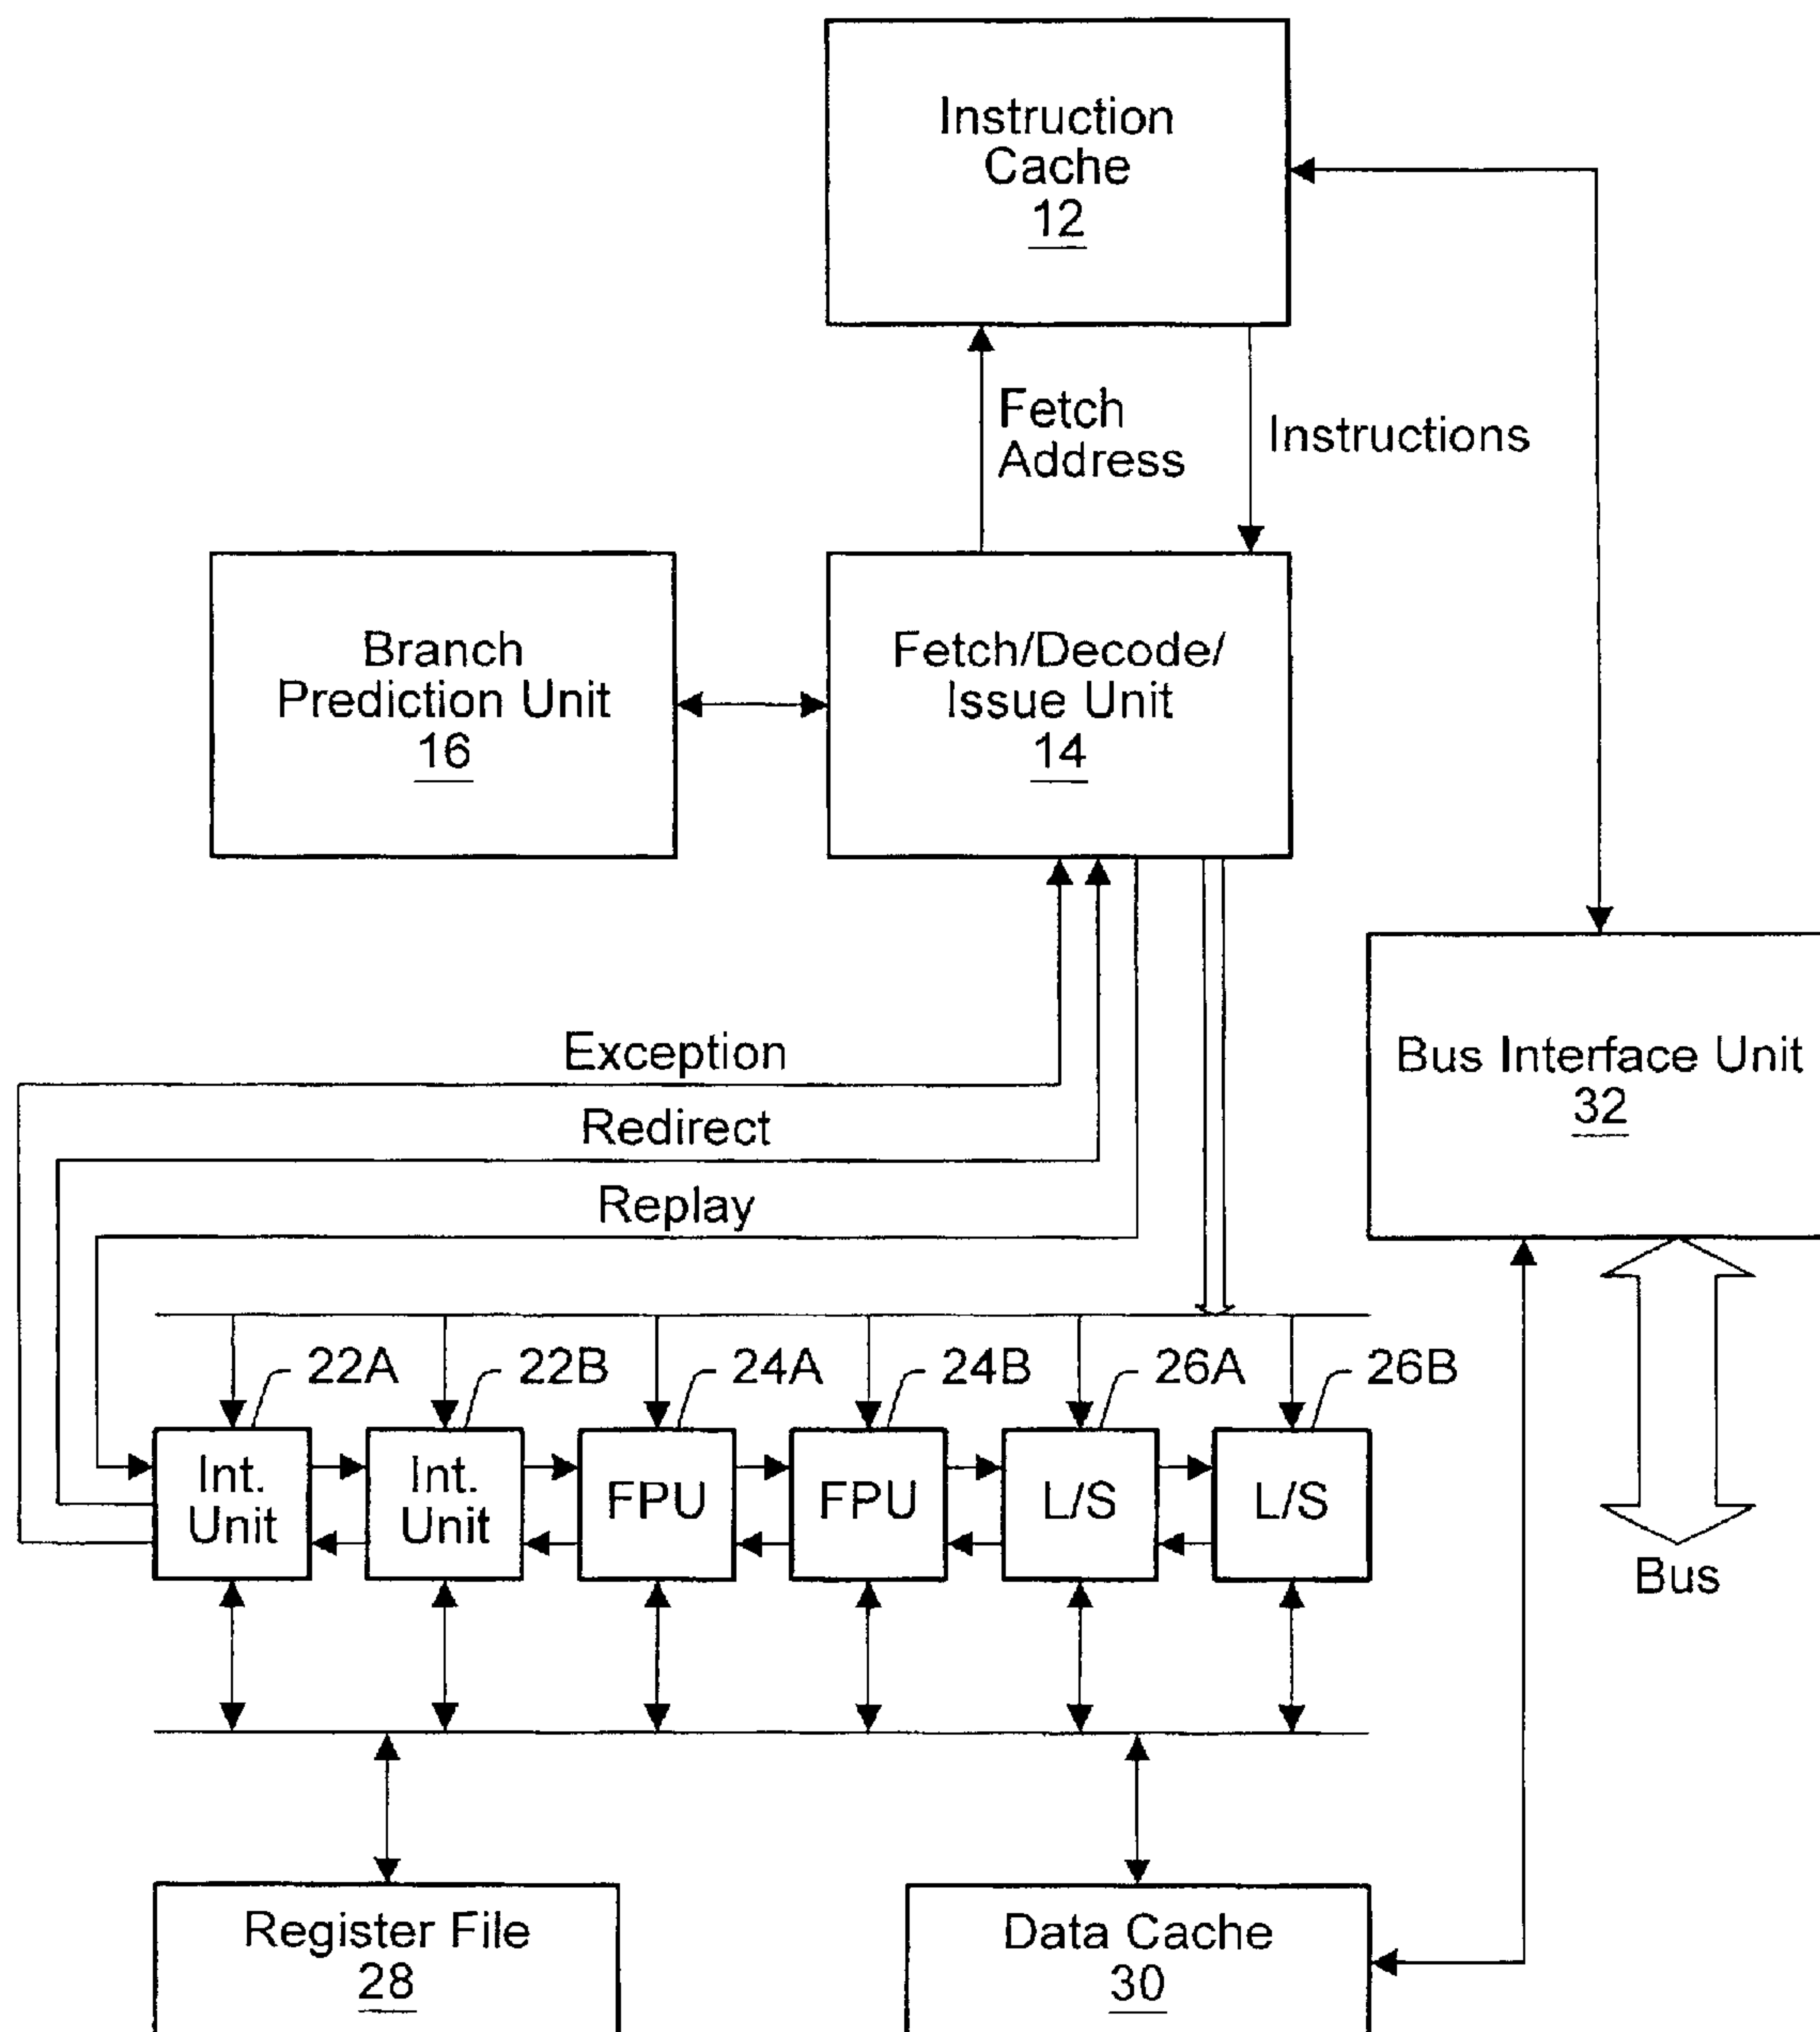 Instruction
Cache
12
Fetch
Address
Instructions
Branch
Prediction Unit
16
Fetch/Decode/
Issue Unit
14
Exception
Redirect
Replay
Bus Interface Unit
32
22A
22B
24A
24B
26A
26B
Int.
Unit
Int.
Unit
FPU
FPU
L/S
L/S
Bus
Register File
28
Data Cache
30